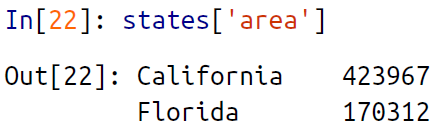 In[22]: states['area']
Out[22]: California    423967
         Florida       170312